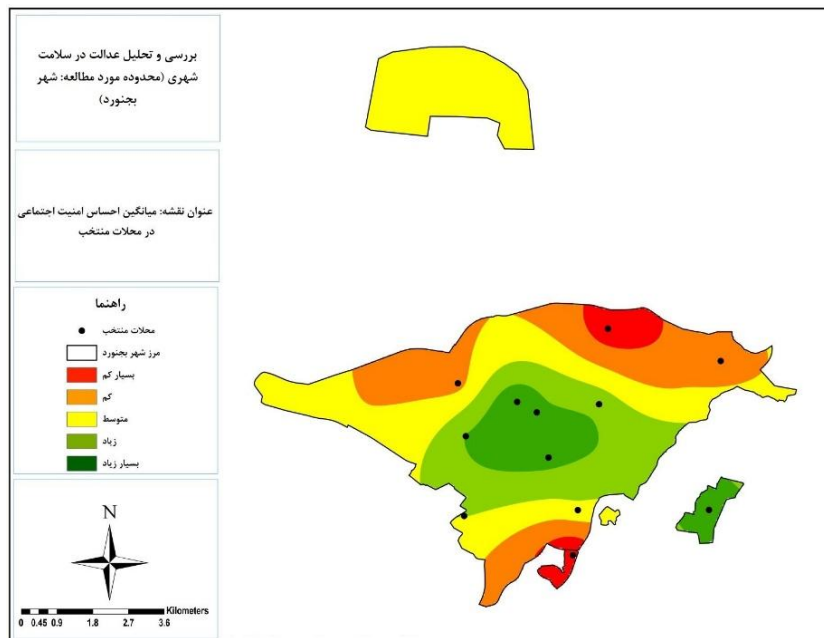 بررسی و تحلیل عدالت در سلامت
شهری (محدوده مورد مطالعه: شهر
بجنورد)
عنوان نقشه: میانگین احساس امنیت اجتماعی
در محلات منتخب
راهنما
محلات منتخب
مرز شهر بجنورد
بسیار کم
کم
متوسط
زیاد
بسیار زیاد
N
Kilometers
0 0.45 0.9 1.8 2.7 3.6